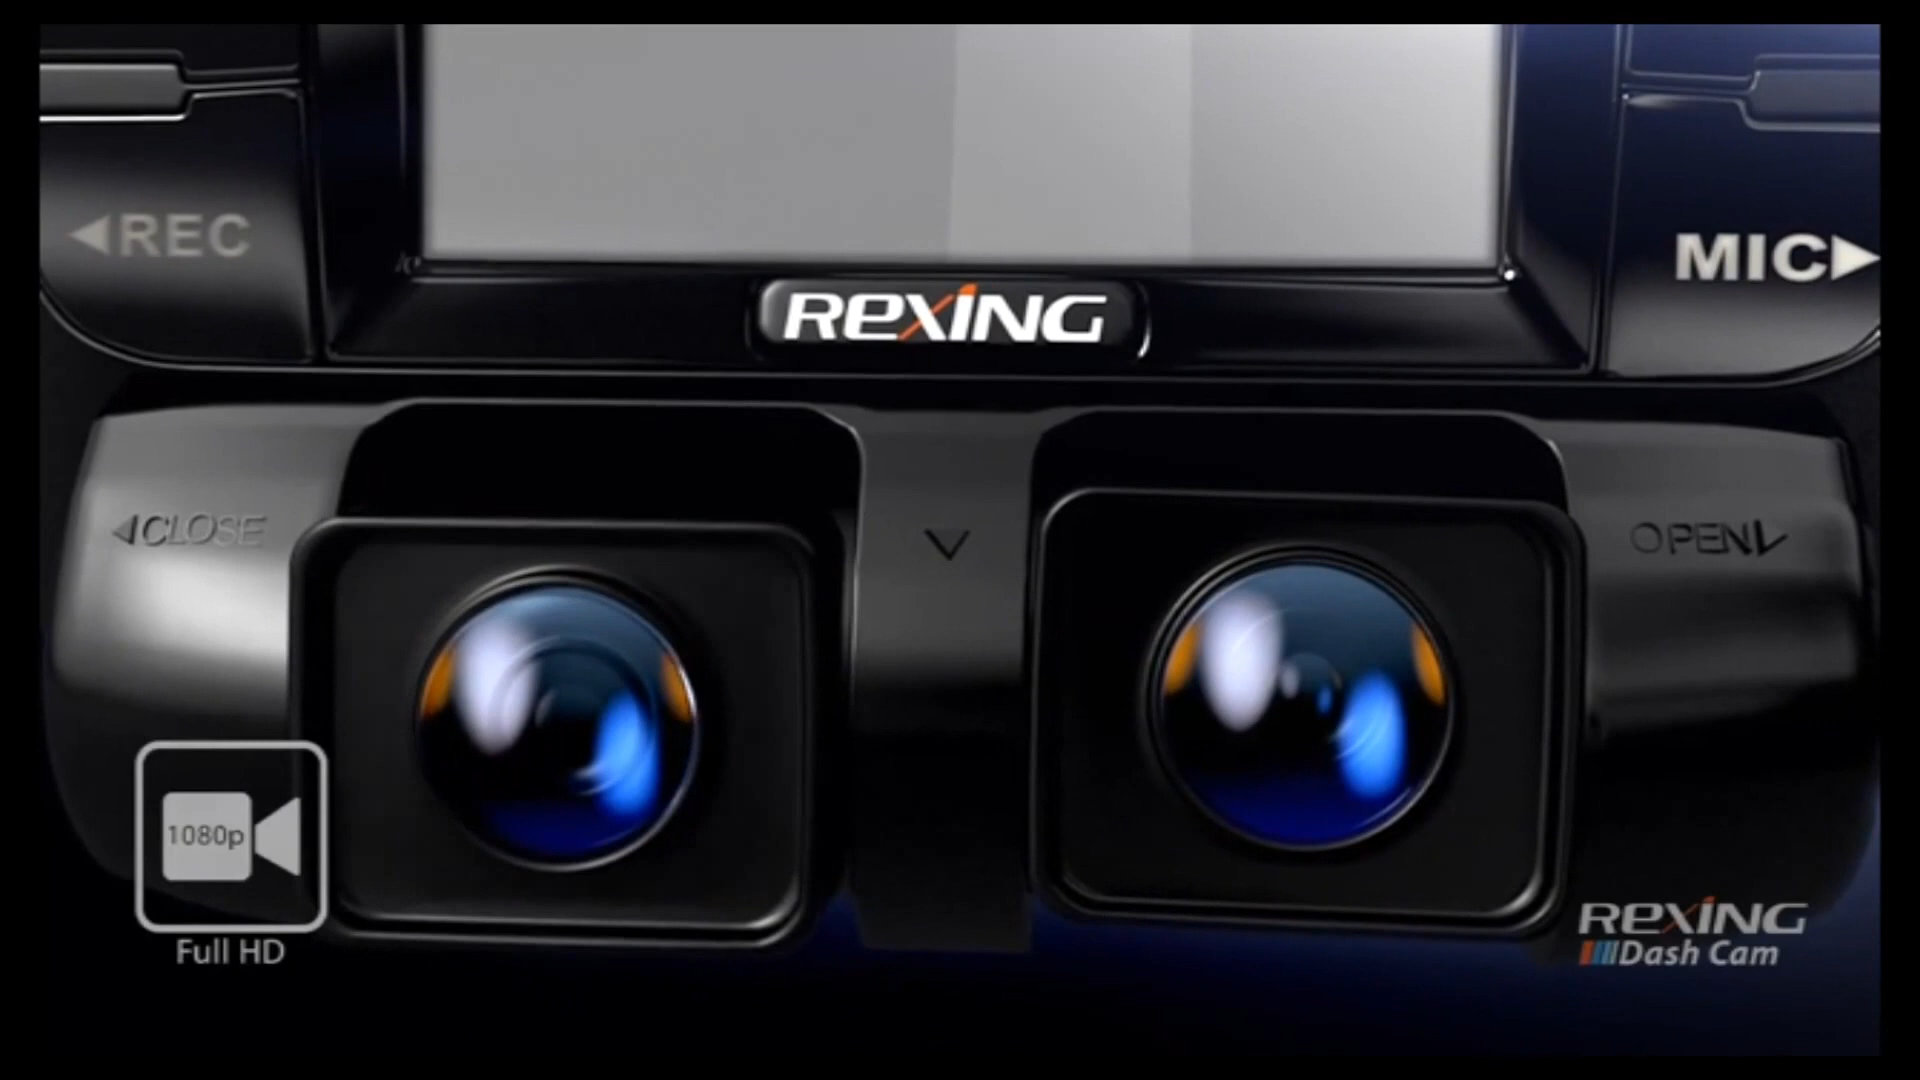 ◀REC
MIC▶
REXING
◁CLOSE
OPEN▷
1080p
Full HD
REXING
Dash Cam